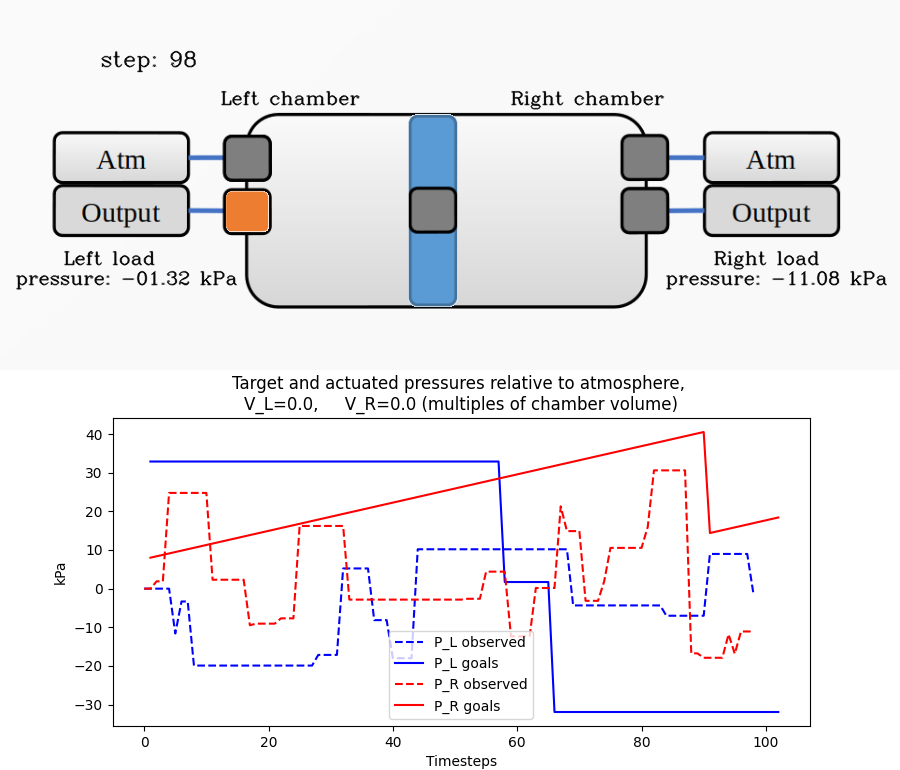 step: 98
Left chamber
Right chamber
Atm
Atm
Output
Output
Left load
pressure: -01.32 kPa
Right load
pressure: -11.08 kPa
Target and actuated pressures relative to atmosphere,
V_L=0.0, V_R=0.0 (multiples of chamber volume)
kPa
40
30
20
10
0
−10
−20
−30
P_L observed
P_L goals
P_R observed
P_R goals
0 20 40 60 80 100
Timesteps